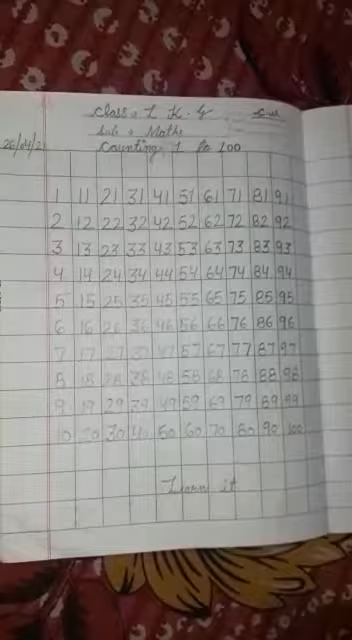 Class: L K.G
Sub: Maths
26/04/2
Counting 1 to 100
1 11 21 31 41 51 61 71 81 91
2 12 22 32 42 52 62 72 82 92
3 13 23 33 43 53 63 73 83 93
4 14 24 34 44 54 64 74 84 94
5 15 25 35 45 55 65 75 85 95
6 16 26 36 46 56 66 76 86 96
7 17 27 37 47 57 67 77 87 97
8 18 28 38 48 58 68 78 88 98
9 19 29 39 49 59 69 79 89 99
10 20 30 40 50 60 70 80 90 100
Learn it